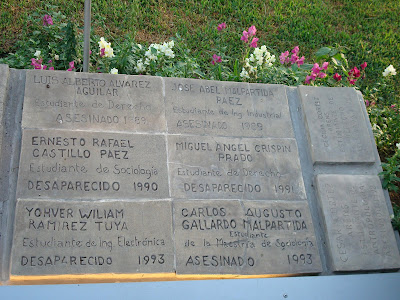 LUIS ALBERTO ALVAREZ
AGUILAR
Estudiante de Derecho
ASESINADO 1989
JOSE ABEL MALPARTIDA
PAEZ
Estudiante de Ing. Industrial
ASESINADO 1989
ERNESTO RAFAEL
CASTILLO PAEZ
Estudiante de Sociología
DESAPARECIDO 1990
MIGUEL ANGEL CRISPIN
PRADO
Estudiante de Derecho
DESAPARECIDO 1991
YOHVER WILIAM
RAMIREZ TUYA
Estudiante de Ing. Electrónica
DESAPARECIDO 1993
CARLOS AUGUSTO
GALLARDO MALPARTIDA
Estudiante
de la Maestría de Sociología
ASESINADO 1993